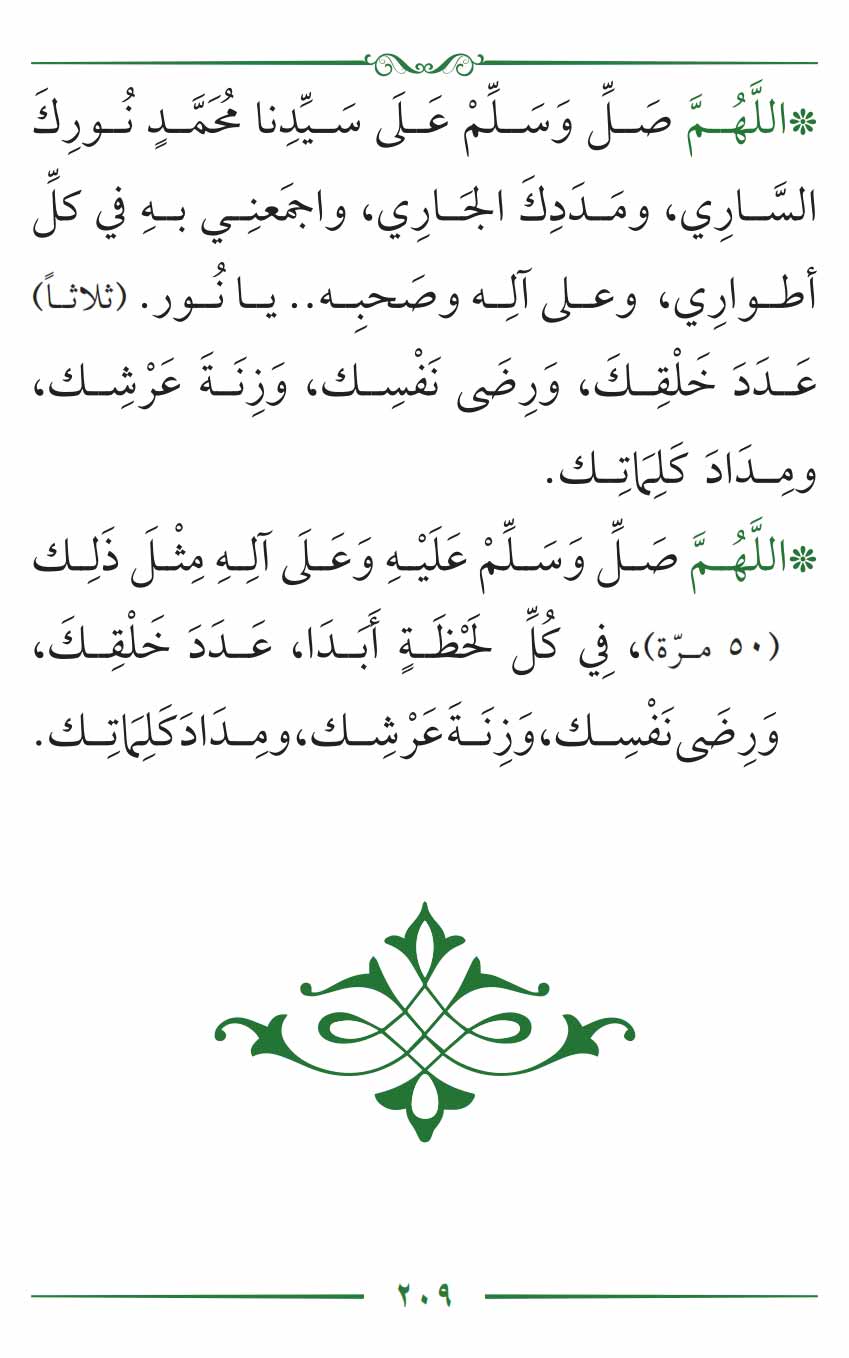 ❊اللَّهُمَّ صَلِّ وَسَلِّمْ عَلَى سَيِّدِنا مُحَمَّدٍ نُورِكَ
السَّارِي، ومَدَدِكَ الجَارِي، واجمَعنِي بهِ في كلِّ
أطوارِي، وعلى آلِه وصَحبِه.. يا نُور. (ثلاثاً)
عَدَدَ خَلْقِكَ، وَرِضَى نَفْسِك، وَزِنَةَ عَرْشِك،
ومِدَادَ كَلِمَاتِك.
❊اللَّهُمَّ صَلِّ وَسَلِّمْ عَلَيْهِ وَعَلَى آلِهِ مِثْلَ ذَلِك
(٥٠ مرّة)، فِي كُلِّ لَحْظَةٍ أَبَدَا، عَدَدَ خَلْقِكَ،
وَرِضَى نَفْسِك، وَزِنَةَ عَرْشِك، ومِدَادَ كَلِمَاتِك.
٢٠٩